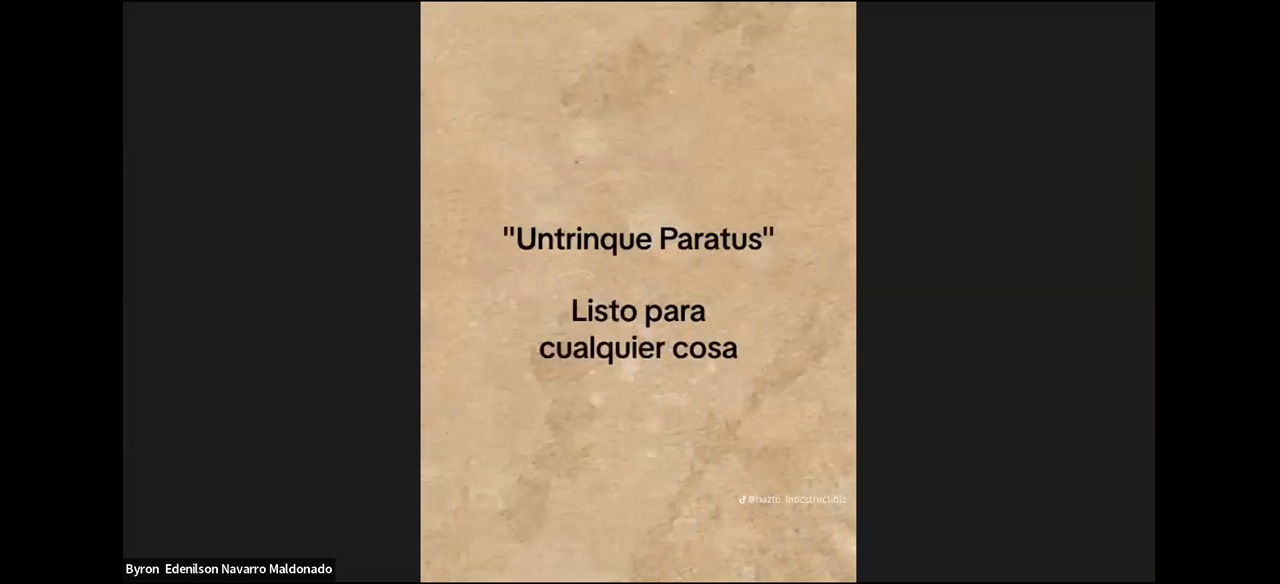 "Untrinque Paratus"
Listo para
cualquier cosa
@hazte_indestructible
Byron Edenilson Navarro Maldonado